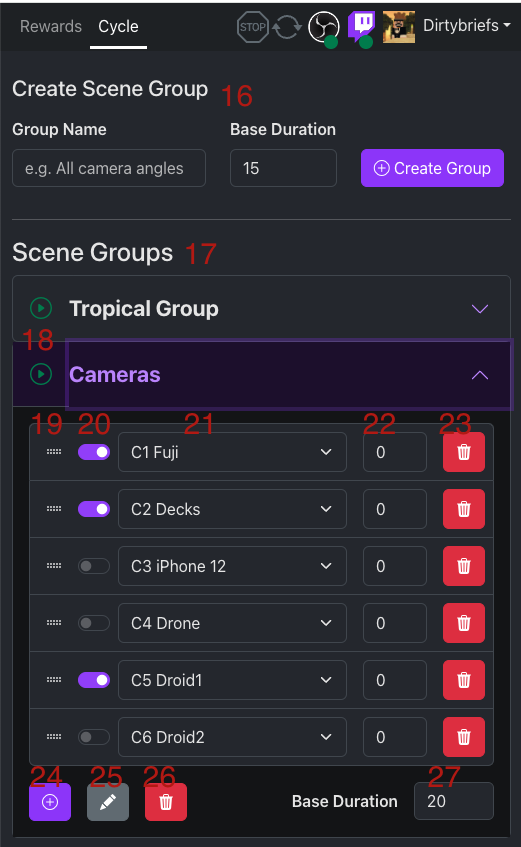 Rewards Cycle STOP Dirtybriefs
Create Scene Group 16
Group Name Base Duration
e.g. All camera angles 15 Create Group
Scene Groups 17
Tropical Group
18
Cameras
19 20 21 22 23
C1 Fuji 0
C2 Decks 0
C3 iPhone 12 0
C4 Drone 0
C5 Droid1 0
C6 Droid2 0
24 25 26 27
Base Duration 20